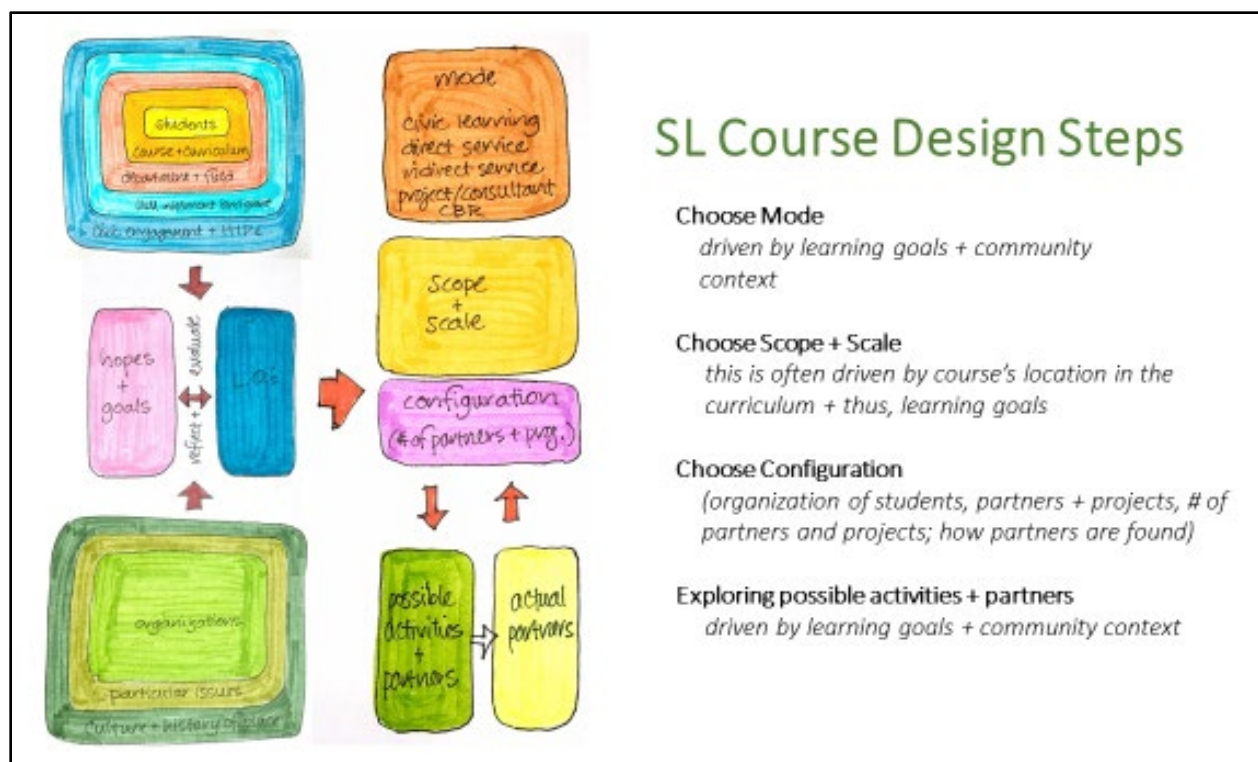 students
course + curriculum
department + field
civic engagement + HIPs
hopes
+
goals
reflect + evaluate
L.O.s
organizations
particular issues
culture + history of place
mode
civic learning
direct service
indirect service
project/consultant
CBR
scope
+
scale
configuration
(# of partners + proj.)
possible
activities
+
partners
actual
partners
SL Course Design Steps
Choose Mode
driven by learning goals + community
context
Choose Scope + Scale
this is often driven by course's location in the
curriculum + thus, learning goals
Choose Configuration
(organization of students, partners + projects, # of
partners and projects; how partners are found)
Exploring possible activities + partners
driven by learning goals + community context